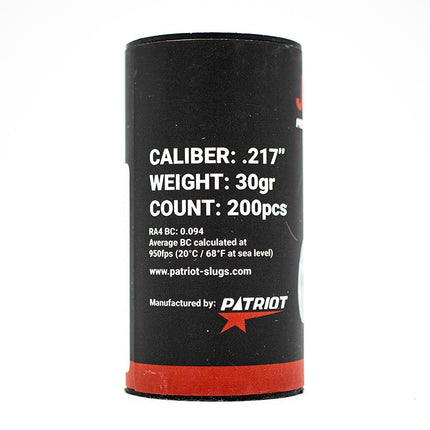 CALIBER: .217"
WEIGHT: 30gr
COUNT: 200pcs
RA4 BC: 0.094
Average BC calculated at
950fps (20°C / 68°F at sea level)
www.patriot-slugs.com
Manufactured by: PATRIOT